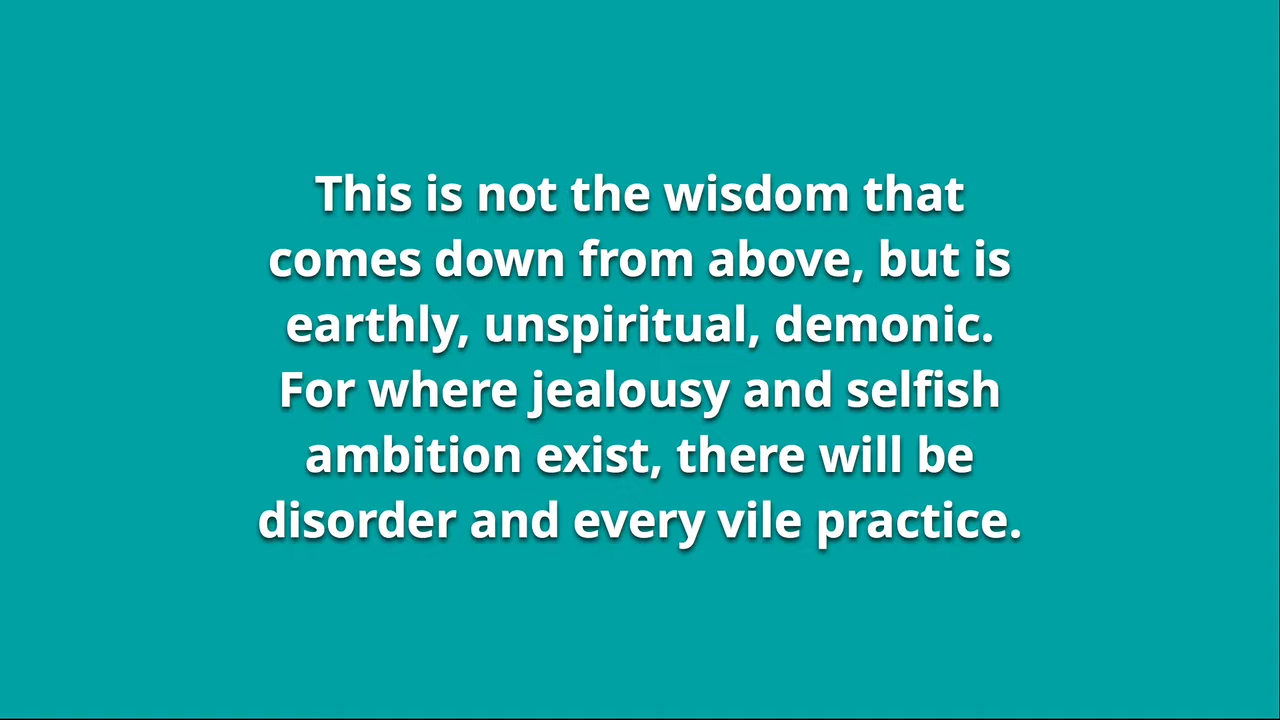 This is not the wisdom that
comes down from above, but is
earthly, unspiritual, demonic.
For where jealousy and selfish
ambition exist, there will be
disorder and every vile practice.